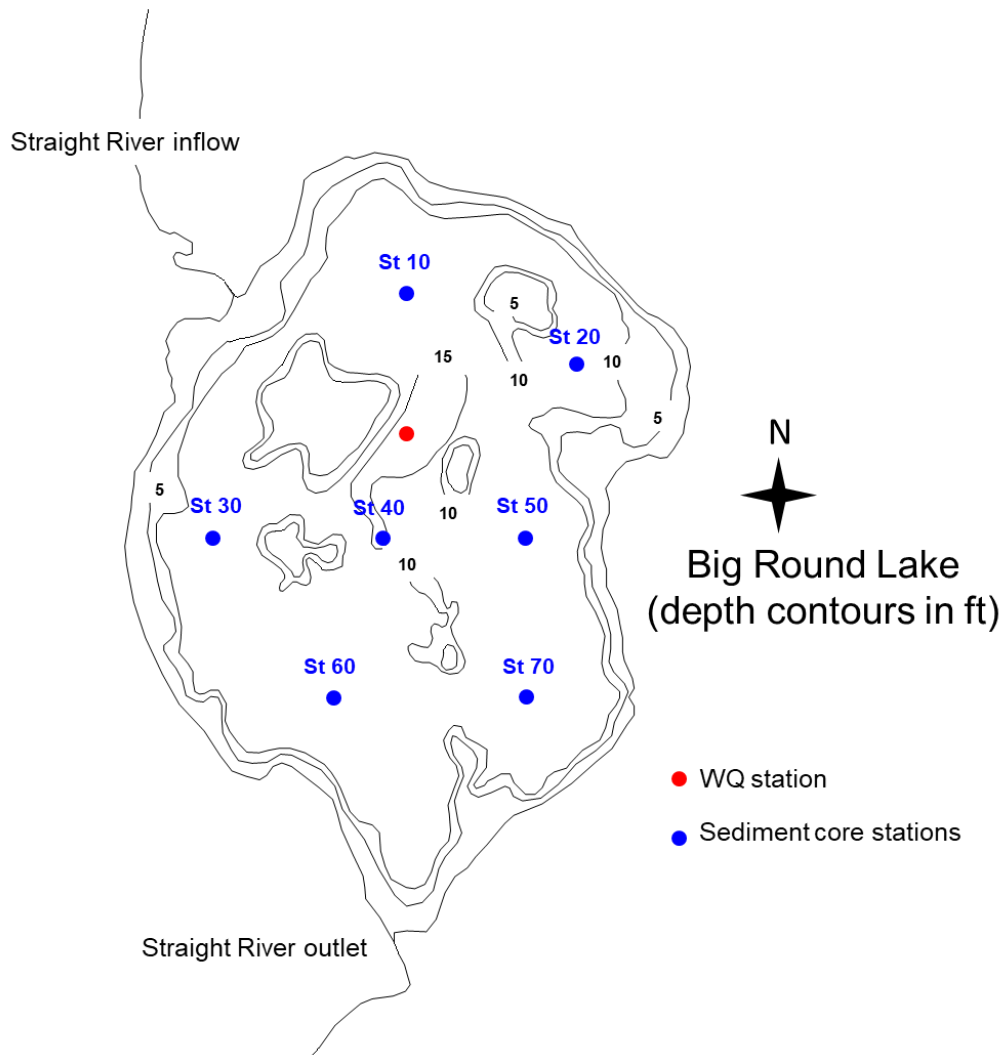 Straight River inflow
St 10
5
St 20
15
10
10
5
N
5
St 30
St 40
St 50
10
10
Big Round Lake
(depth contours in ft)
St 60
St 70
WQ station
Sediment core stations
Straight River outlet